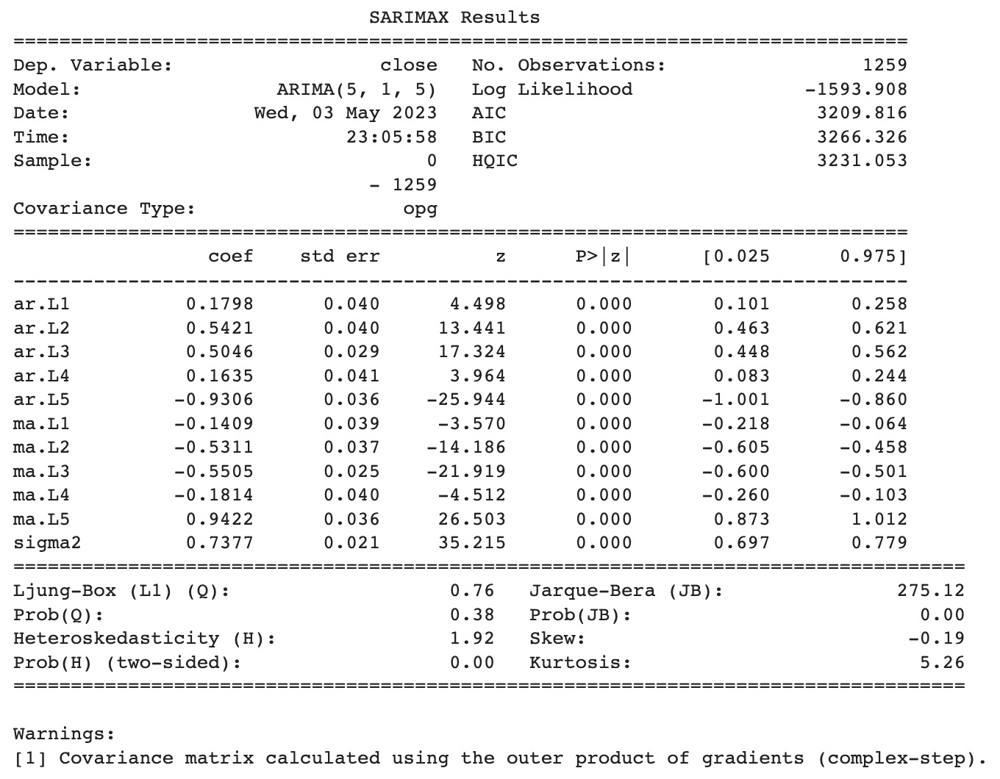 SARIMAX Results
==============================================================================
Dep. Variable:                  close   No. Observations:                 1259
Model:                 ARIMA(5, 1, 5)   Log Likelihood               -1593.908
Date:                Wed, 03 May 2023   AIC                           3209.816
Time:                        23:05:58   BIC                           3266.326
Sample:                             0   HQIC                          3231.053
                               - 1259
Covariance Type:                  opg
==============================================================================
                 coef    std err          z      P>|z|      [0.025      0.975]
------------------------------------------------------------------------------
ar.L1          0.1798      0.040      4.498      0.000       0.101       0.258
ar.L2          0.5421      0.040     13.441      0.000       0.463       0.621
ar.L3          0.5046      0.029     17.324      0.000       0.448       0.562
ar.L4          0.1635      0.041      3.964      0.000       0.083       0.244
ar.L5         -0.9306      0.036    -25.944      0.000      -1.001      -0.860
ma.L1         -0.1409      0.039     -3.570      0.000      -0.218      -0.064
ma.L2         -0.5311      0.037    -14.186      0.000      -0.605      -0.458
ma.L3         -0.5505      0.025    -21.919      0.000      -0.600      -0.501
ma.L4         -0.1814      0.040     -4.512      0.000      -0.260      -0.103
ma.L5          0.9422      0.036     26.503      0.000       0.873       1.012
sigma2         0.7377      0.021     35.215      0.000       0.697       0.779
===================================================================================
Ljung-Box (L1) (Q):                   0.76   Jarque-Bera (JB):               275.12
Prob(Q):                              0.38   Prob(JB):                         0.00
Heteroskedasticity (H):               1.92   Skew:                            -0.19
Prob(H) (two-sided):                  0.00   Kurtosis:                         5.26
===================================================================================
Warnings:
[1] Covariance matrix calculated using the outer product of gradients (complex-step).